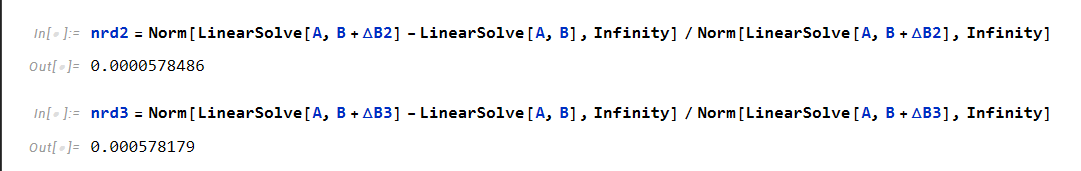 In[◦]:= nrd2 = Norm[LinearSolve[A, B + ΔB2] - LinearSolve[A, B], Infinity] / Norm[LinearSolve[A, B + ΔB2], Infinity]
Out[◦]= 0.0000578486
In[◦]:= nrd3 = Norm[LinearSolve[A, B + ΔB3] - LinearSolve[A, B], Infinity] / Norm[LinearSolve[A, B + ΔB3], Infinity]
Out[◦]= 0.000578179